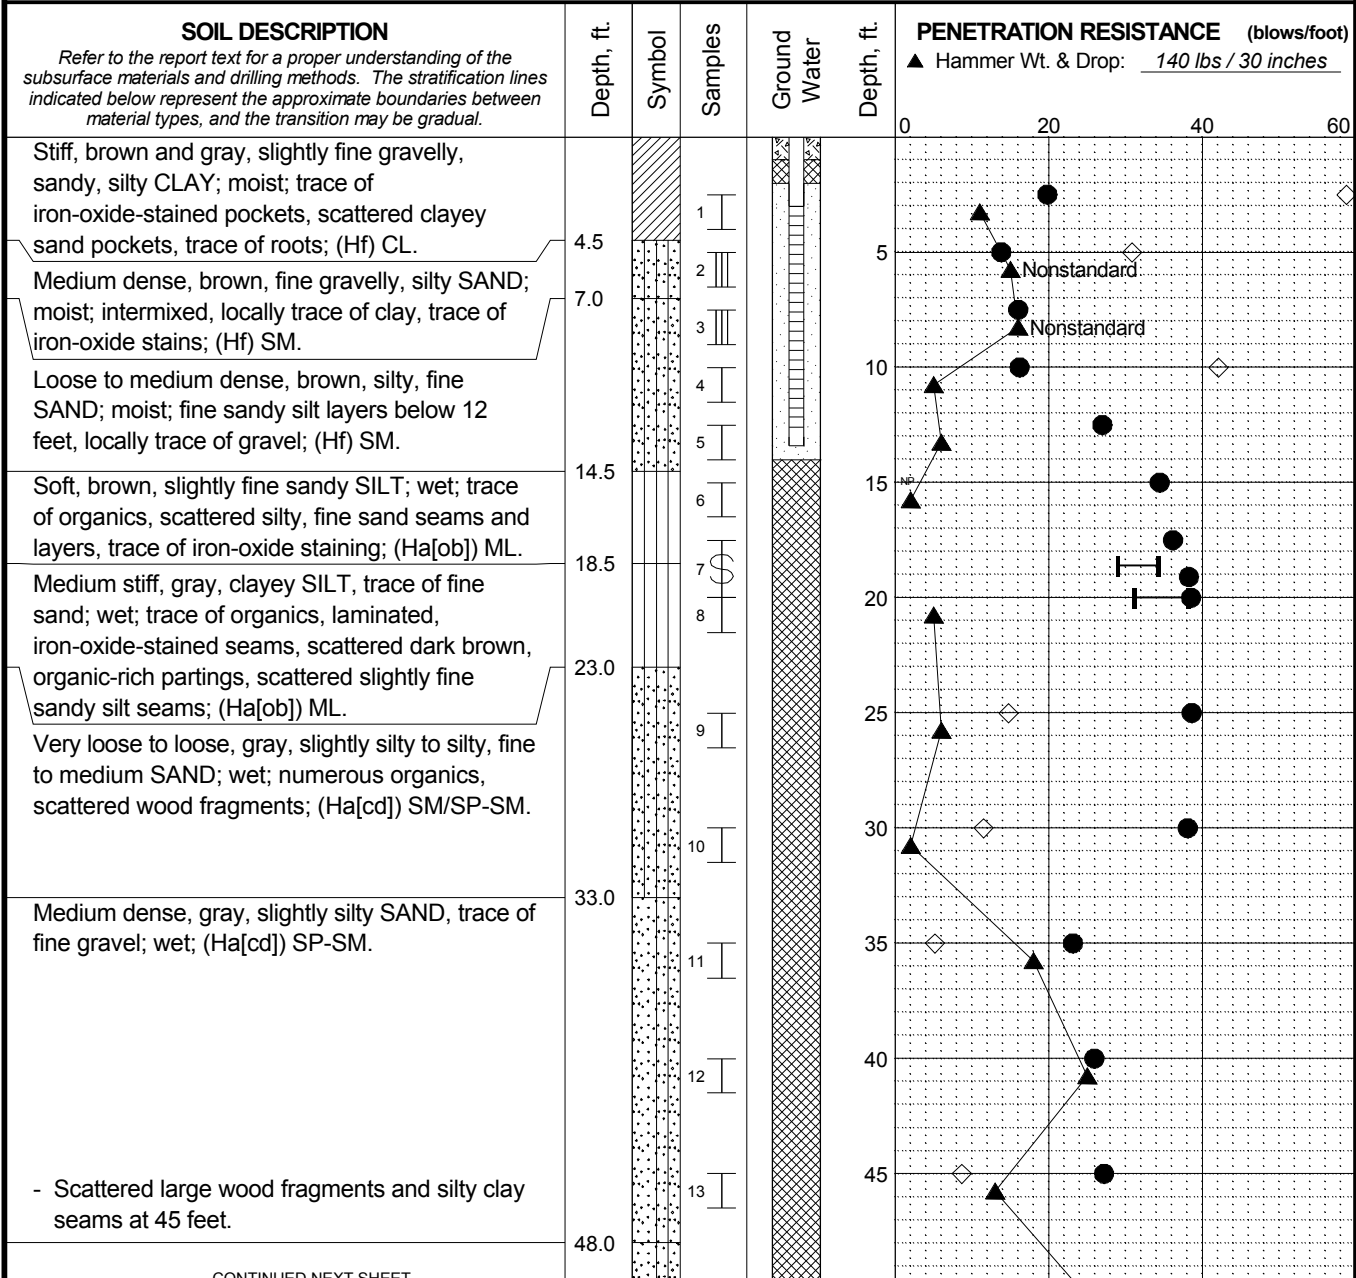 SOIL DESCRIPTION
Refer to the report text for a proper understanding of the
subsurface materials and drilling methods. The stratification lines
indicated below represent the approximate boundaries between
material types, and the transition may be gradual.
Depth, ft.
Symbol
Samples
Ground
Water
Depth, ft.
PENETRATION RESISTANCE (blows/foot)
▲ Hammer Wt. & Drop: 140 lbs / 30 inches
0 20 40 60
Stiff, brown and gray, slightly fine gravelly,
sandy, silty CLAY; moist; trace of
iron-oxide-stained pockets, scattered clayey
sand pockets, trace of roots; (Hf) CL.
4.5
Medium dense, brown, fine gravelly, silty SAND;
moist; intermixed, locally trace of clay, trace of
iron-oxide stains; (Hf) SM.
7.0
Loose to medium dense, brown, silty, fine
SAND; moist; fine sandy silt layers below 12
feet, locally trace of gravel; (Hf) SM.
14.5
Soft, brown, slightly fine sandy SILT; wet; trace
of organics, scattered silty, fine sand seams and
layers, trace of iron-oxide staining; (Ha[ob]) ML.
18.5
Medium stiff, gray, clayey SILT, trace of fine
sand; wet; trace of organics, laminated,
iron-oxide-stained seams, scattered dark brown,
organic-rich partings, scattered slightly fine
sandy silt seams; (Ha[ob]) ML.
23.0
Very loose to loose, gray, slightly silty to silty, fine
to medium SAND; wet; numerous organics,
scattered wood fragments; (Ha[cd]) SM/SP-SM.
33.0
Medium dense, gray, slightly silty SAND, trace of
fine gravel; wet; (Ha[cd]) SP-SM.
- Scattered large wood fragments and silty clay
seams at 45 feet.
48.0
CONTINUED NEXT SHEET
1
2
3
4
5
6
7
8
9
10
11
12
13
5
10
15
20
25
30
35
40
45
Nonstandard
Nonstandard
NP